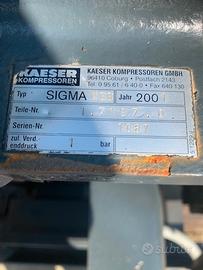 KAESER
KOMPRESSOREN
KAESER KOMPRESSOREN GMBH
96410 Coburg · Postfach 2143
Tel 0 95 61 / 6 40 0 · Fax 640 130
Typ SIGMA Jahr 200
Teile-Nr.
Serien-Nr.
zul. Verd.
enddruck bar
subito.it